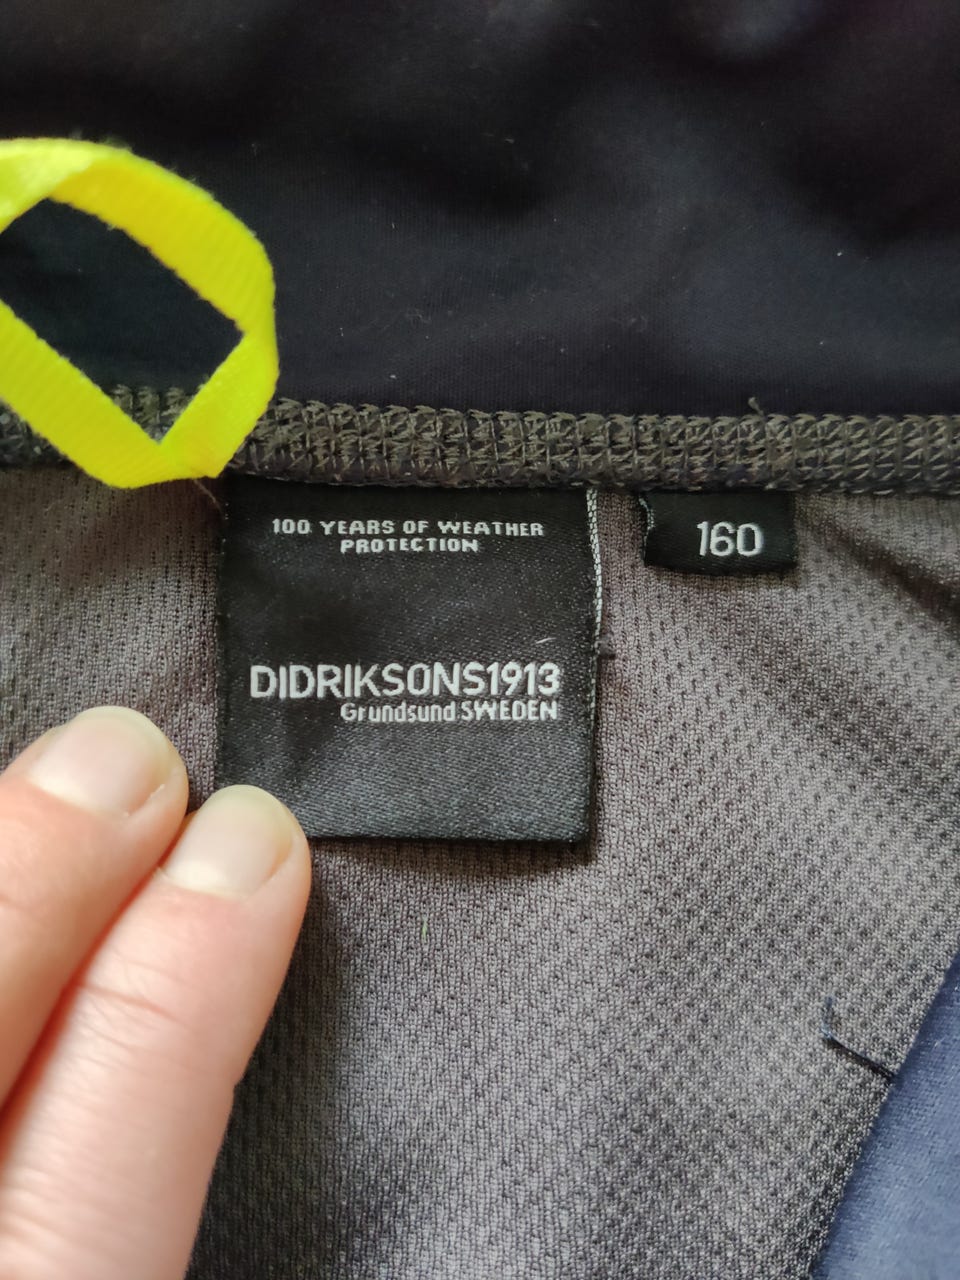 100 YEARS OF WEATHER
PROTECTION
DIDRIKSONS1913
Grundsund SWEDEN
160